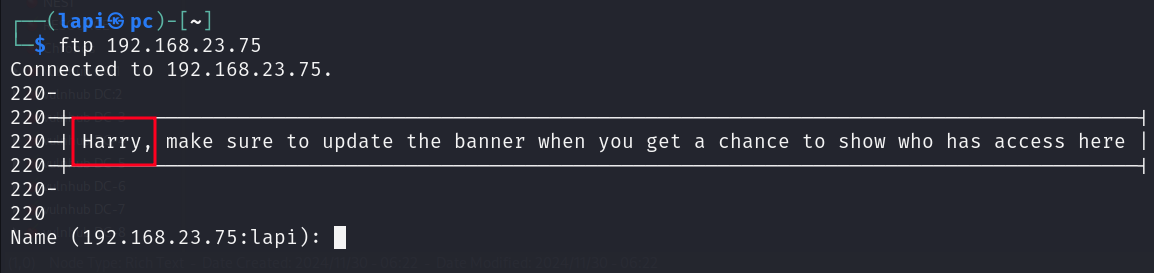 ┌──(lapi㉿pc)-[~]
└─$ ftp 192.168.23.75
Connected to 192.168.23.75.
220-
220-
220-| Harry, make sure to update the banner when you get a chance to show who has access here |
220-
220-
220
Name (192.168.23.75:lapi):